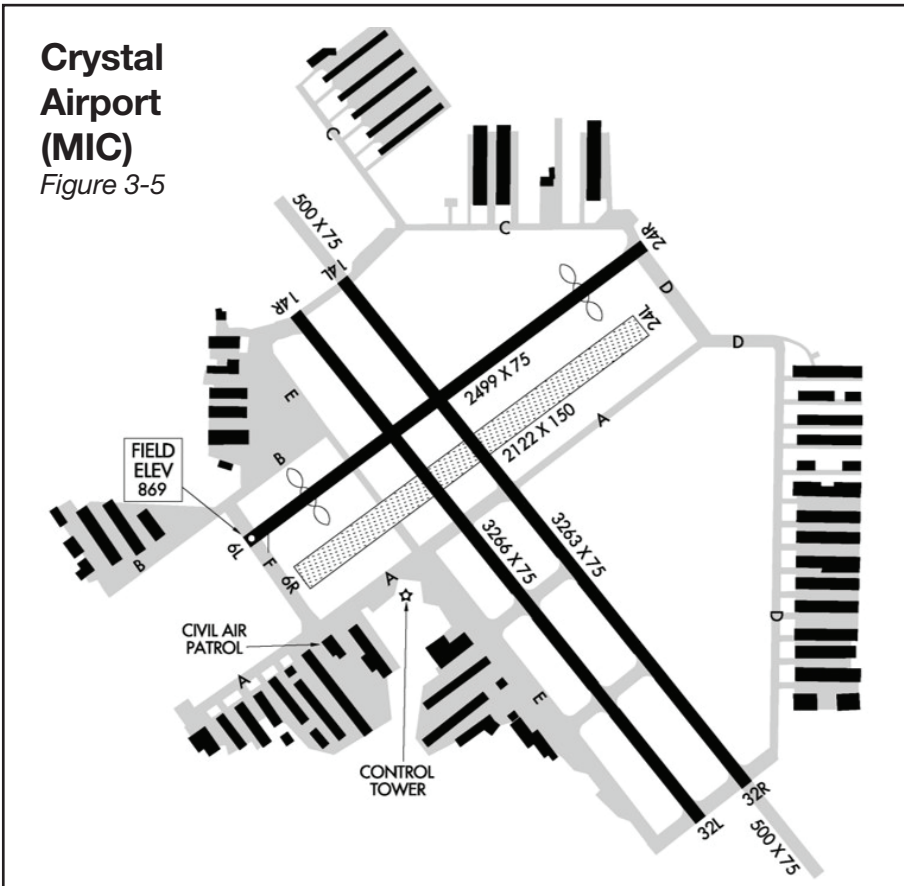 Crystal
Airport
(MIC)
Figure 3-5
C
500 X 75
C
24R
14L
D
14R
24L
D
2499 X 75
E
A
2122 X 150
B
FIELD
ELEV
869
3266 X 75
3263 X 75
6L
F
6R
A
B
D
CIVIL AIR
PATROL
A
E
CONTROL
TOWER
32R
32L
500 X 75